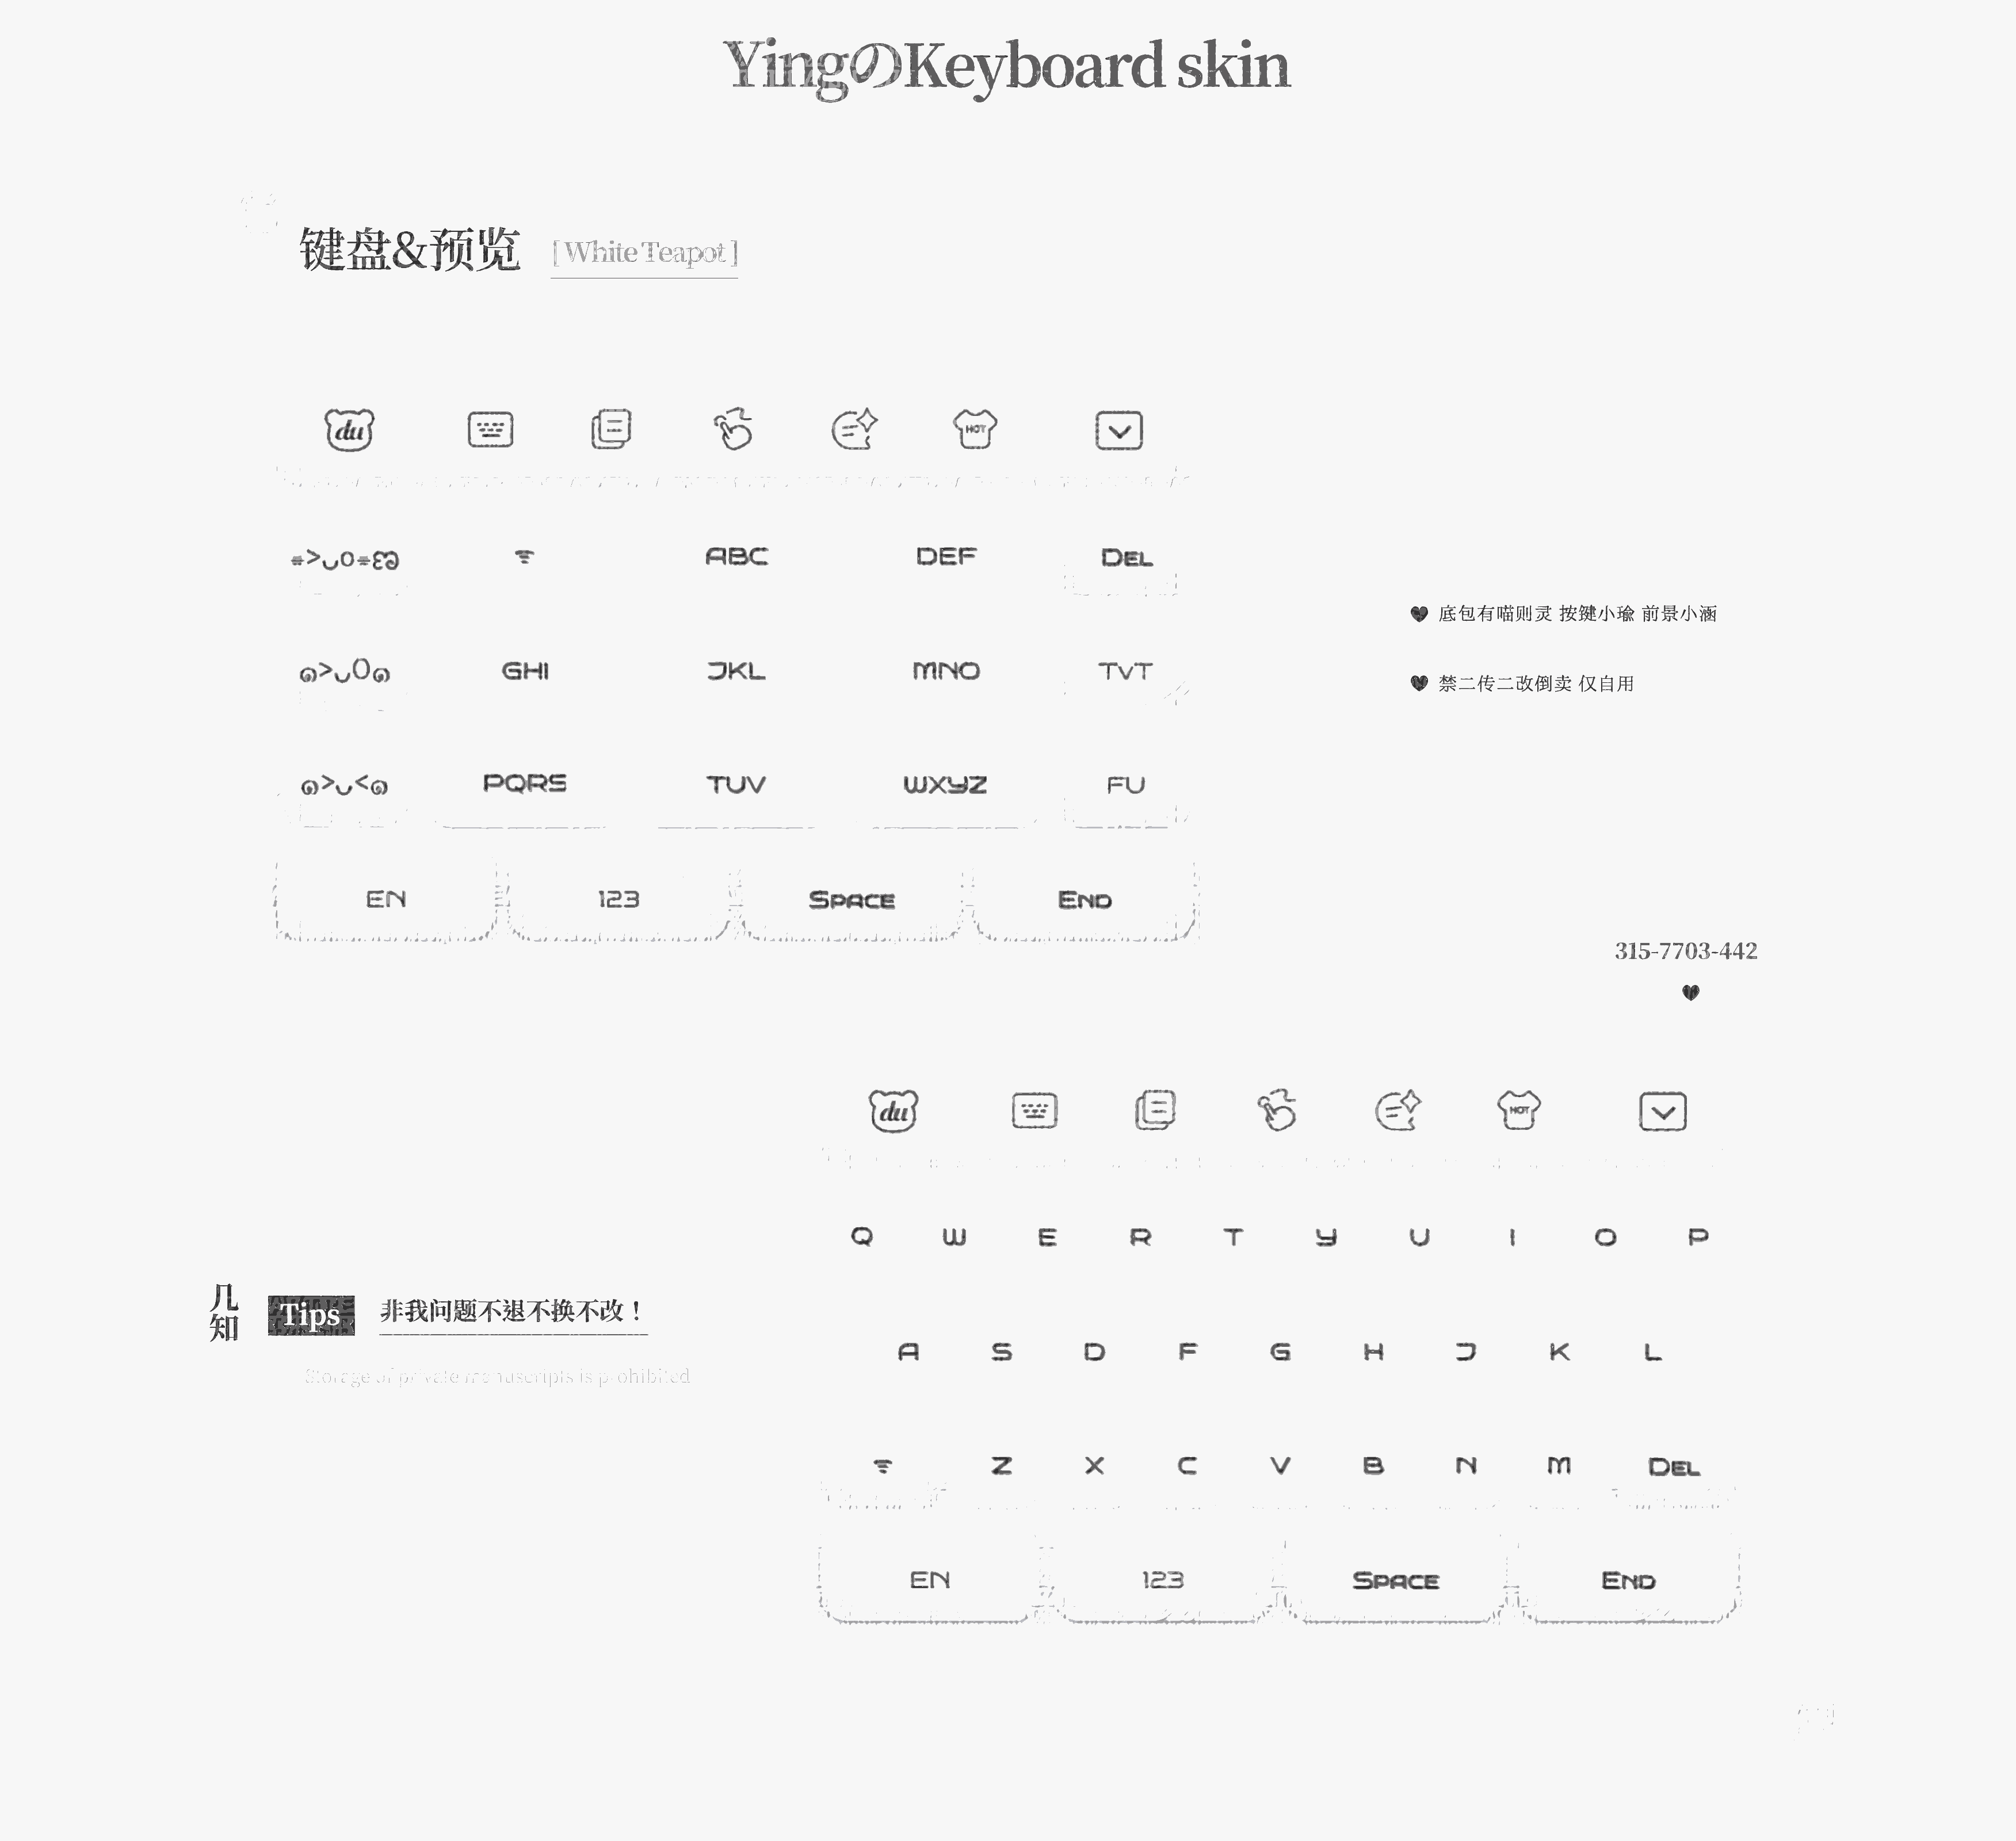 YingのKeyboard skin
键盘&预览 [White Teapot]
du HOT
ABC DEF DEL
GHI JKL MNO TVT
PQRS TUV WXYZ FU
EN 123 SPACE END
底包有喵则灵 按键小瑜 前景小涵
禁二传二改倒卖 仅自用
315-7703-442
du HOT
Q W E R T Y U I O P
几知 Tips 非我问题不退不换不改！
A S D F G H J K L
Storage of private manuscripts is prohibited
Z X C V B N M DEL
EN 123 SPACE END